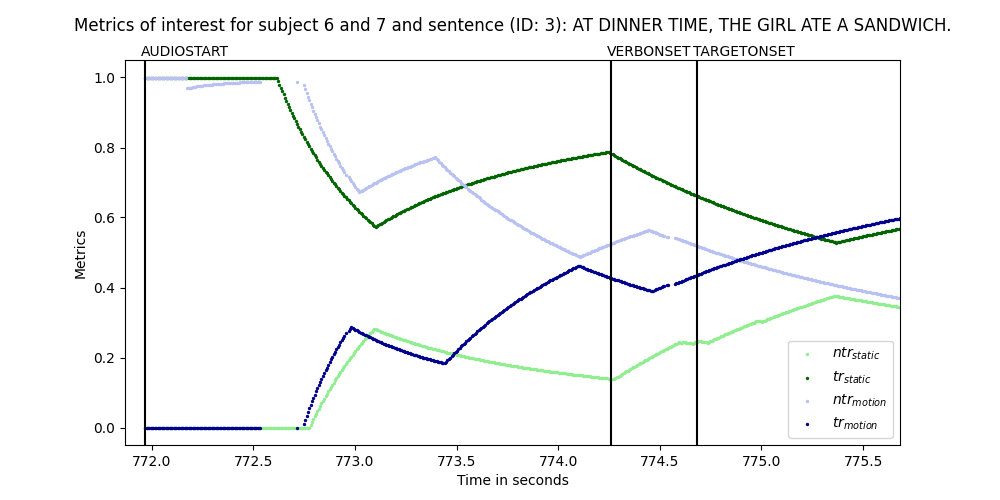 Metrics of interest for subject 6 and 7 and sentence (ID: 3): AT DINNER TIME, THE GIRL ATE A SANDWICH.
AUDIOSTART VERBONSET TARGETONSET
1.0
0.8
0.6
0.4
0.2
0.0
Metrics
ntr_static
tr_static
ntr_motion
tr_motion
772.0 772.5 773.0 773.5 774.0 774.5 775.0 775.5
Time in seconds